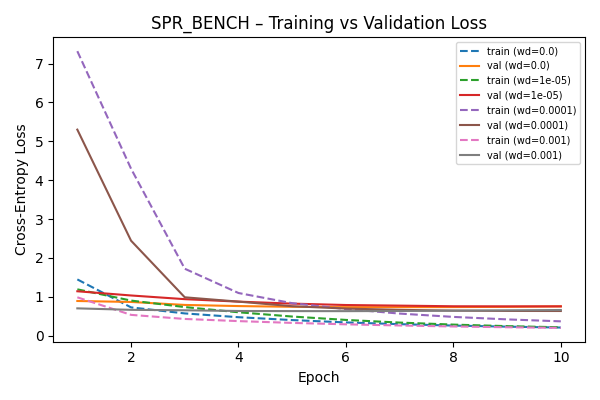 SPR_BENCH – Training vs Validation Loss
Cross-Entropy Loss
7
6
5
4
3
2
1
0
train (wd=0.0)
val (wd=0.0)
train (wd=1e-05)
val (wd=1e-05)
train (wd=0.0001)
val (wd=0.0001)
train (wd=0.001)
val (wd=0.001)
2 4 6 8 10
Epoch